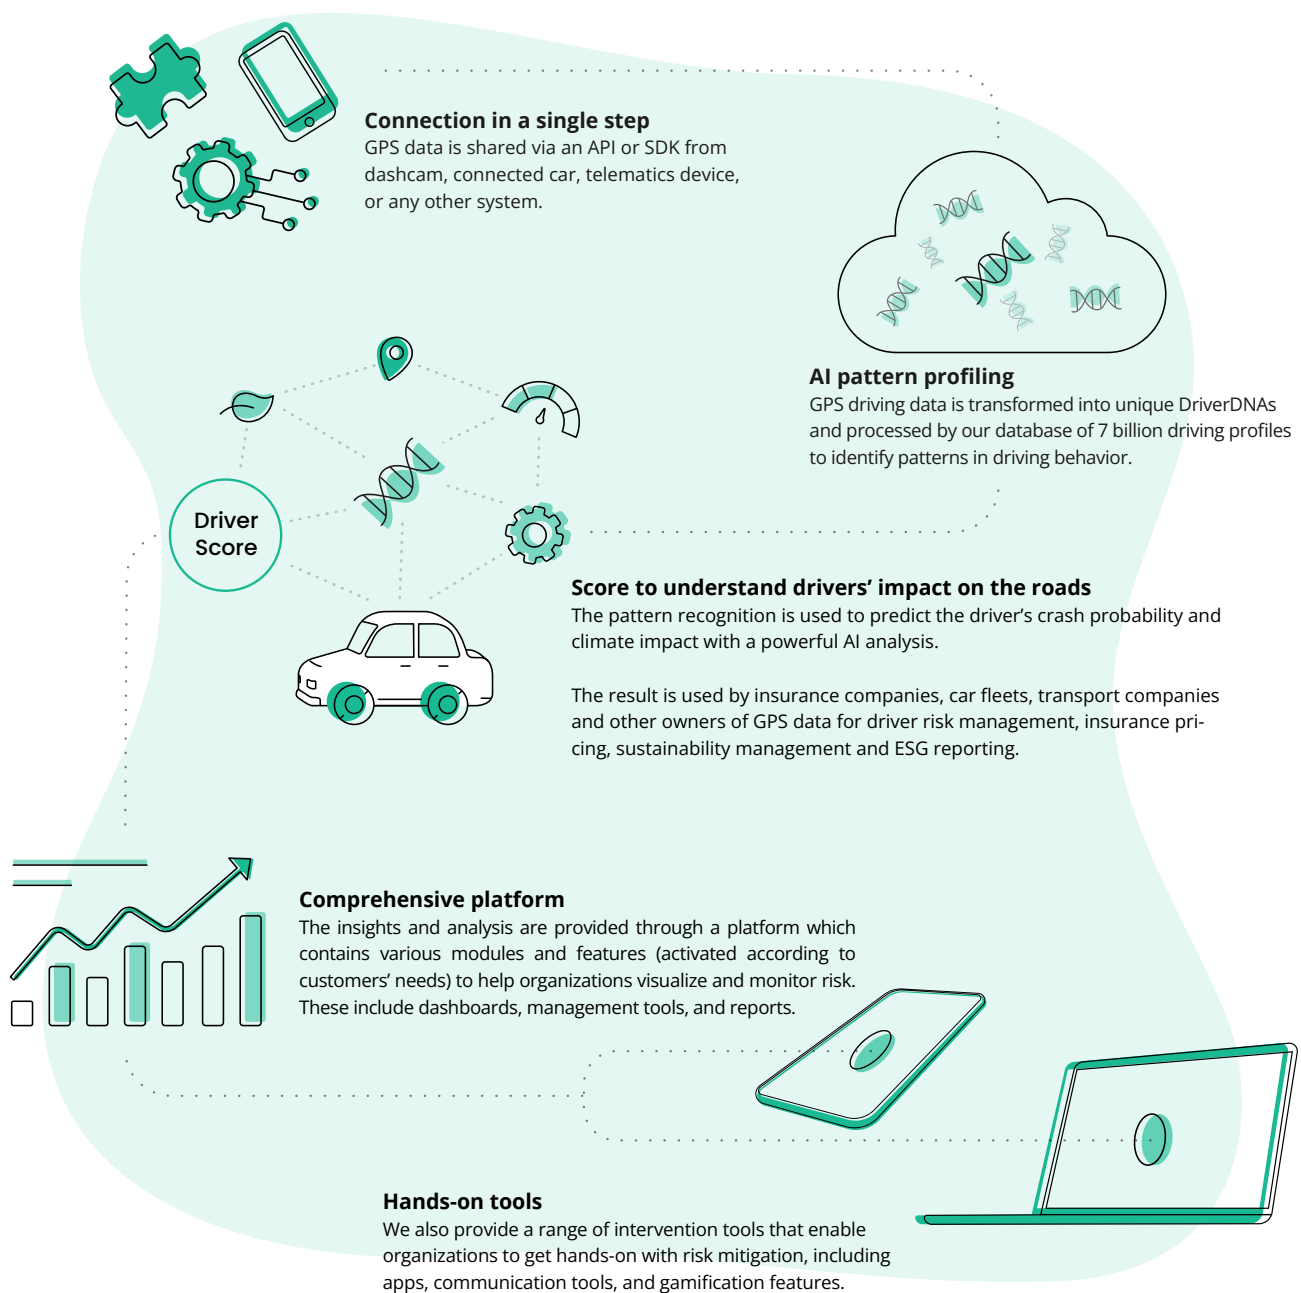 Connection in a single step
GPS data is shared via an API or SDK from
dashcam, connected car, telematics device,
or any other system.
AI pattern profiling
GPS driving data is transformed into unique DriverDNAs
and processed by our database of 7 billion driving profiles
to identify patterns in driving behavior.
Driver
Score
Score to understand drivers’ impact on the roads
The pattern recognition is used to predict the driver’s crash probability and
climate impact with a powerful AI analysis.
The result is used by insurance companies, car fleets, transport companies
and other owners of GPS data for driver risk management, insurance pri-
cing, sustainability management and ESG reporting.
Comprehensive platform
The insights and analysis are provided through a platform which
contains various modules and features (activated according to
customers’ needs) to help organizations visualize and monitor risk.
These include dashboards, management tools, and reports.
Hands-on tools
We also provide a range of intervention tools that enable
organizations to get hands-on with risk mitigation, including
apps, communication tools, and gamification features.